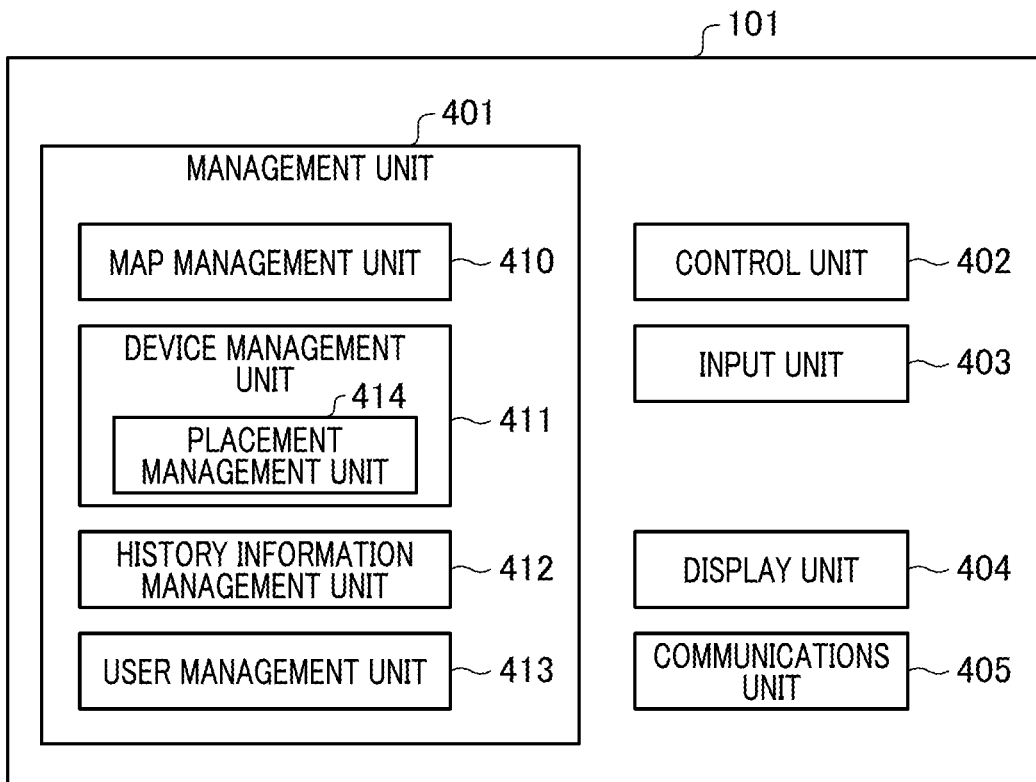 101
401
MANAGEMENT UNIT
MAP MANAGEMENT UNIT 410
DEVICE MANAGEMENT
UNIT
414
PLACEMENT
MANAGEMENT UNIT
411
HISTORY INFORMATION
MANAGEMENT UNIT
412
USER MANAGEMENT UNIT 413
CONTROL UNIT 402
INPUT UNIT 403
DISPLAY UNIT 404
COMMUNICATIONS
UNIT
405